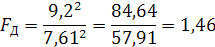 F_Д = 9,2² / 7,61² = 84,64 / 57,91 = 1,46